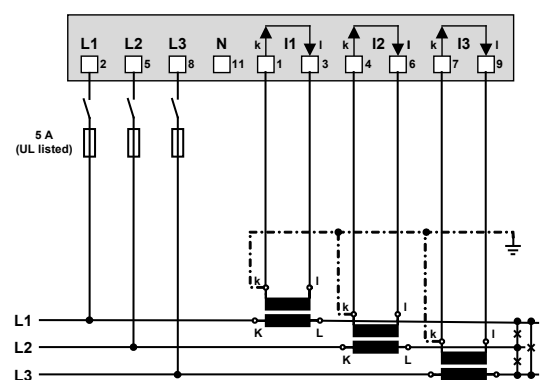 L1 L2 L3 N k I1 l k I2 l k I3 l
2 5 8 11 1 3 4 6 7 9
5 A
(UL listed)
k l
k l
k l
L1 K L
L2 K L
L3